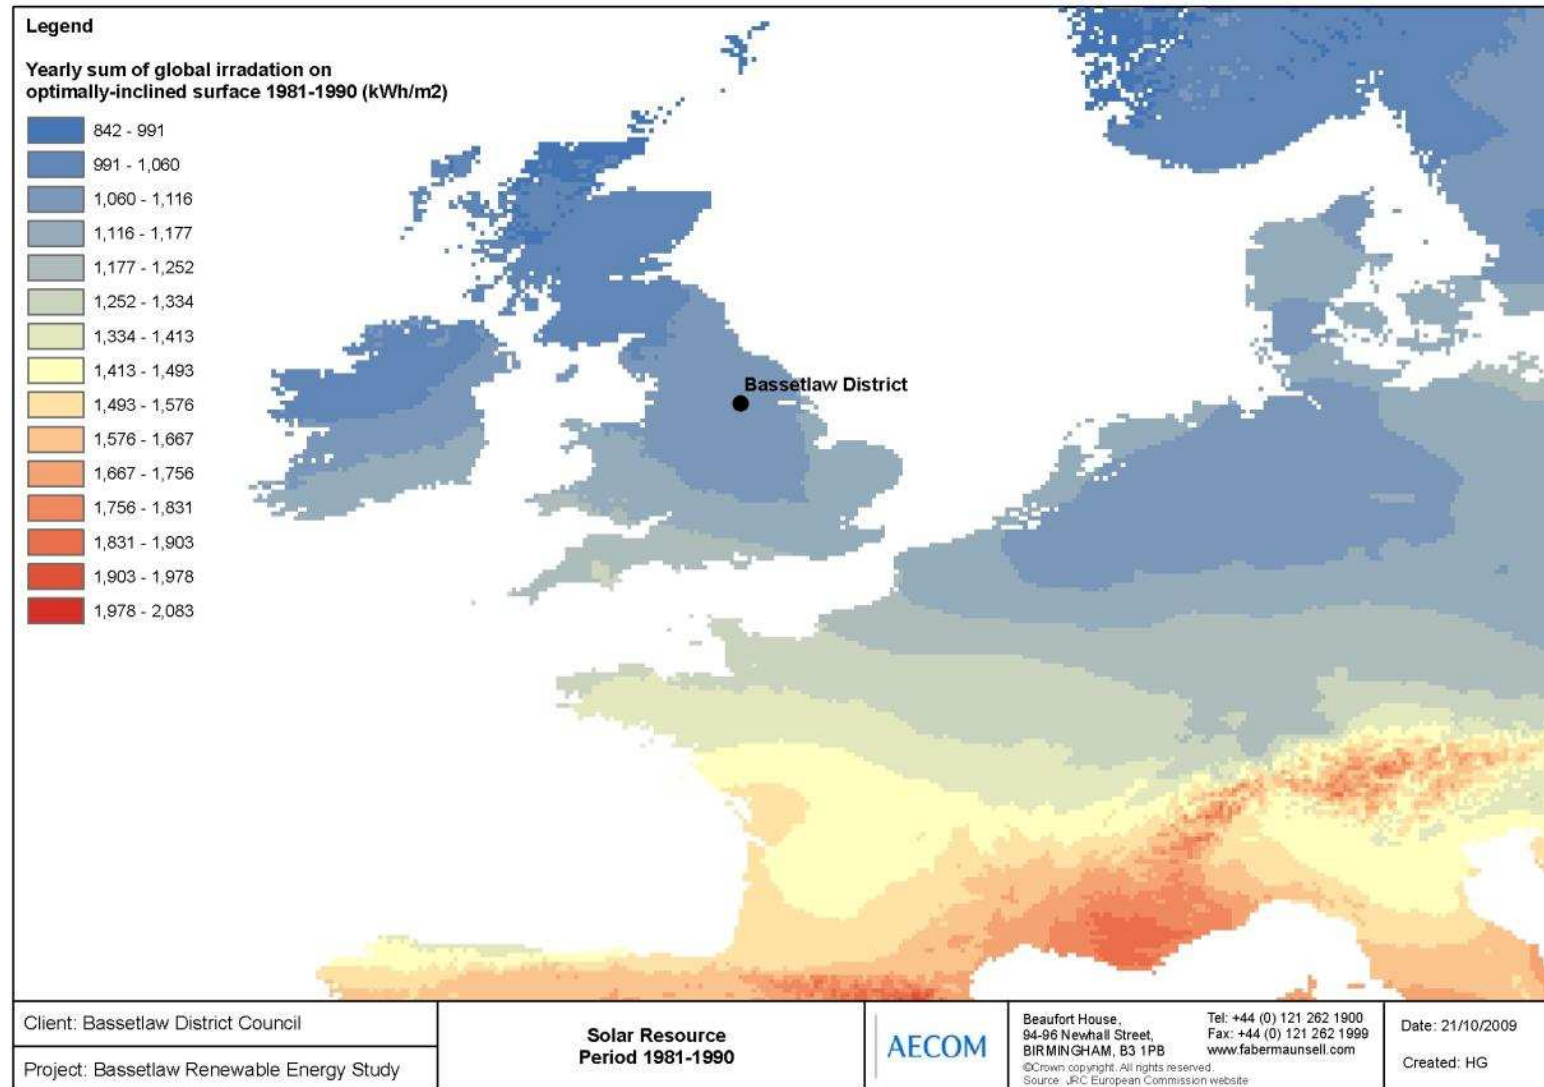 Legend
Yearly sum of global irradation on
optimally-inclined surface 1981-1990 (kWh/m2)
842 - 991
991 - 1,060
1,060 - 1,116
1,116 - 1,177
1,177 - 1,252
1,252 - 1,334
1,334 - 1,413
1,413 - 1,493
1,493 - 1,576
1,576 - 1,667
1,667 - 1,756
1,756 - 1,831
1,831 - 1,903
1,903 - 1,978
1,978 - 2,083
Bassetlaw District
Client: Bassetlaw District Council
Project: Bassetlaw Renewable Energy Study
Solar Resource
Period 1981-1990
AECOM
Beaufort House,
94-96 Newhall Street,
BIRMINGHAM, B3 1PB
Tel: +44 (0) 121 262 1900
Fax: +44 (0) 121 262 1999
www.fabermaunsell.com
©Crown copyright. All rights reserved.
Source: JRC European Commission website
Date: 21/10/2009
Created: HG